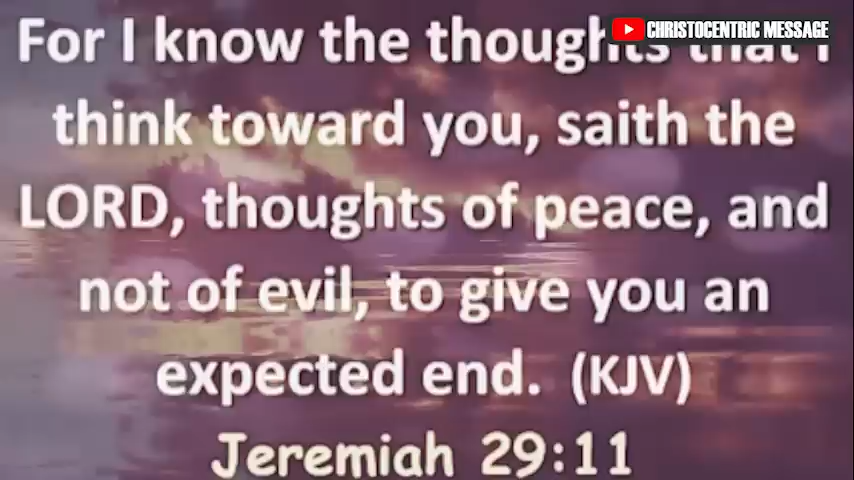 CHRISTOCENTRIC MESSAGE
For I know the thoughts that I
think toward you, saith the
LORD, thoughts of peace, and
not of evil, to give you an
expected end. (KJV)
Jeremiah 29:11